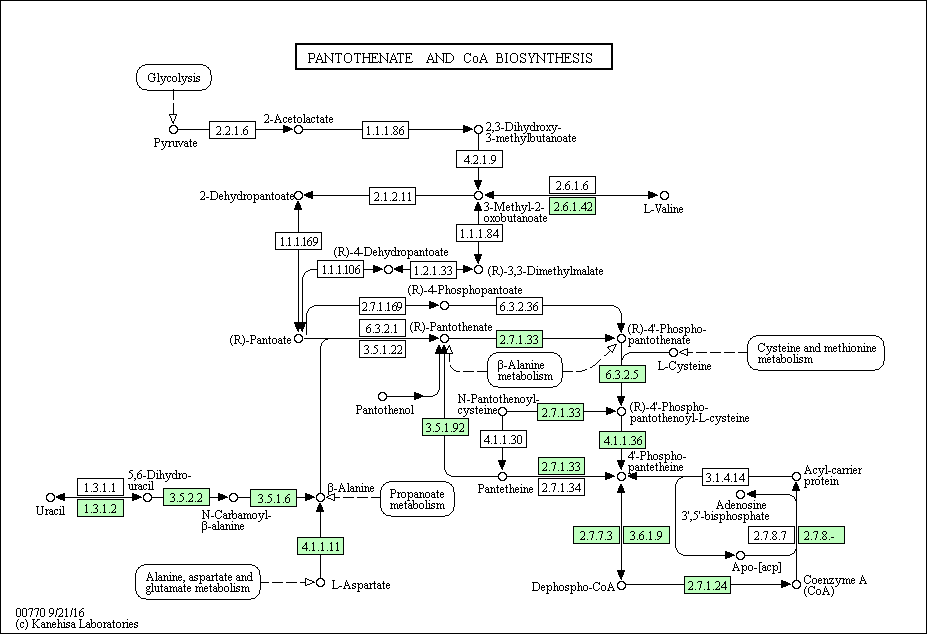 PANTOTHENATE AND CoA BIOSYNTHESIS
Glycolysis
2-Acetolactate
2.2.1.6
1.1.1.86
2,3-Dihydroxy-
3-methylbutanoate
Pyruvate
4.2.1.9
2-Dehydropantoate
2.1.2.11
2.6.1.6
2.6.1.42
3-Methyl-2-
oxobutanoate
L-Valine
1.1.1.169
1.1.1.84
(R)-4-Dehydropantoate
1.1.1.106
1.2.1.33
(R)-3,3-Dimethylmalate
(R)-4-Phosphopantoate
2.7.1.169
6.3.2.36
(R)-Pantoate
6.3.2.1
3.5.1.22
(R)-Pantothenate
2.7.1.33
(R)-4'-Phospho-
pantothenate
Cysteine and methionine
metabolism
L-Cysteine
β-Alanine
metabolism
6.3.2.5
Pantothenol
N-Pantothenoyl-
cysteine
2.7.1.33
(R)-4'-Phospho-
pantothenoyl-L-cysteine
3.5.1.92
4.1.1.30
4.1.1.36
4'-Phospho-
pantetheine
2.7.1.33
2.7.1.34
Pantetheine
3.1.4.14
Acyl-carrier
protein
5,6-Dihydro-
uracil
1.3.1.1
1.3.1.2
Uracil
3.5.2.2
N-Carbamoyl-
β-alanine
3.5.1.6
β-Alanine
Propanoate
metabolism
Adenosine
3',5'-bisphosphate
2.7.7.3
3.6.1.9
2.7.8.7
2.7.8.-
4.1.1.11
Apo-[acp]
Alanine, aspartate and
glutamate metabolism
L-Aspartate
Dephospho-CoA
2.7.1.24
Coenzyme A
(CoA)
00770 9/21/16
(c) Kanehisa Laboratories